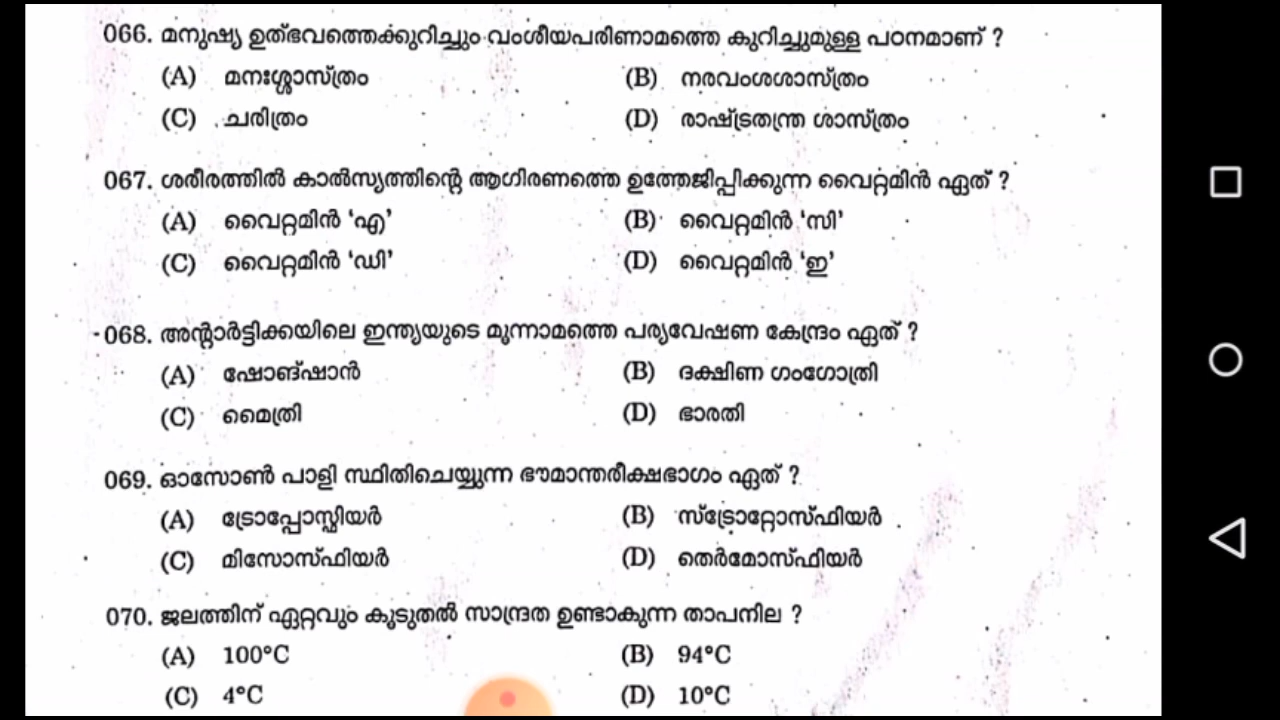 066. മനുഷ്യ ഉത്ഭവത്തെക്കുറിച്ചും വംശീയപരിണാമത്തെ കുറിച്ചുമുള്ള പഠനമാണ് ?
(A) മനഃശ്ശാസ്ത്രം (B) നരവംശശാസ്ത്രം
(C) ചരിത്രം (D) രാഷ്ട്രതന്ത്ര ശാസ്ത്രം
067. ശരീരത്തിൽ കാൽസ്യത്തിന്റെ ആഗിരണത്തെ ഉത്തേജിപ്പിക്കുന്ന വൈറ്റമിൻ ഏത് ?
(A) വൈറ്റമിൻ ‘എ’ (B) വൈറ്റമിൻ ‘സി’
(C) വൈറ്റമിൻ ‘ഡി’ (D) വൈറ്റമിൻ ‘ഇ’
068. അന്റാർട്ടിക്കയിലെ ഇന്ത്യയുടെ മൂന്നാമത്തെ പര്യവേഷണ കേന്ദ്രം ഏത് ?
(A) ഷോങ്ഷാൻ (B) ദക്ഷിണ ഗംഗോത്രി
(C) മൈത്രി (D) ഭാരതി
069. ഓസോൺ പാളി സ്ഥിതിചെയ്യുന്ന ഭൗമാന്തരീക്ഷഭാഗം ഏത് ?
(A) ട്രോപ്പോസ്ഫിയർ (B) സ്ട്രോറ്റോസ്ഫിയർ
(C) മിസോസ്ഫിയർ (D) തെർമോസ്ഫിയർ
070. ജലത്തിന് ഏറ്റവും കൂടുതൽ സാന്ദ്രത ഉണ്ടാകുന്ന താപനില ?
(A) 100°C (B) 94°C
(C) 4°C (D) 10°C